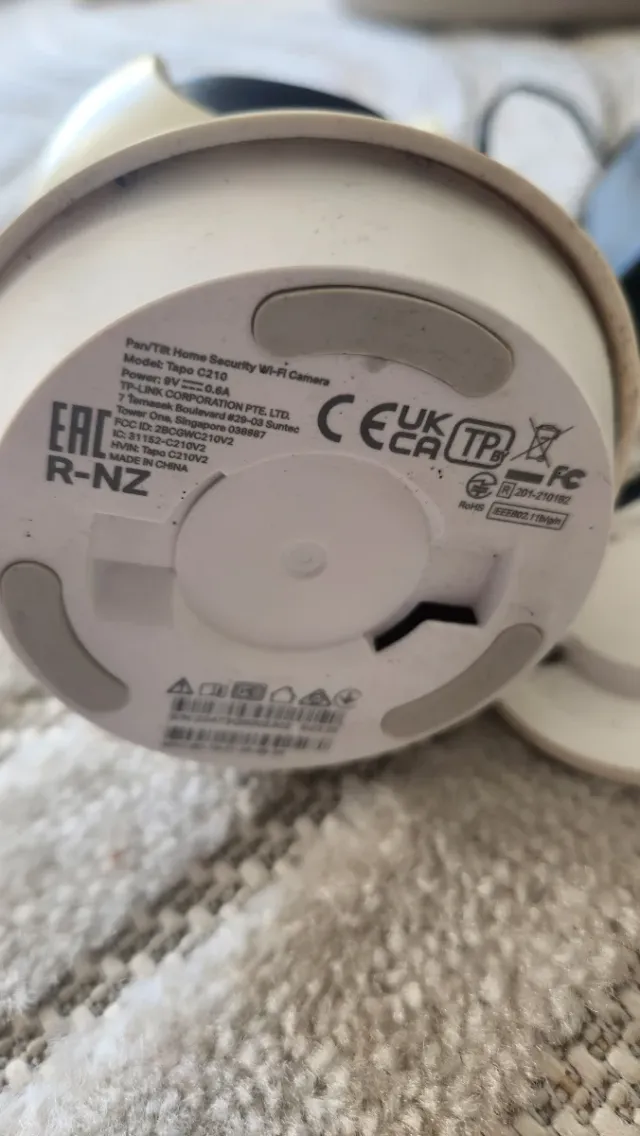 Pan/Tilt Home Security Wi-Fi Camera
Model: Tapo C210
Power: 9V 0.6A
TP-LINK CORPORATION PTE. LTD.
7 Temasek Boulevard #29-03 Suntec
Tower One, Singapore 038987
FCC ID: 2BCGWC210V2
IC: 31152-C210V2
HVIN: Tapo C210V2
MADE IN CHINA
EAC
R-NZ
CE
UK
CA
TP
FC
RoHS
R 201-210192
IEEE802.11b/g/n